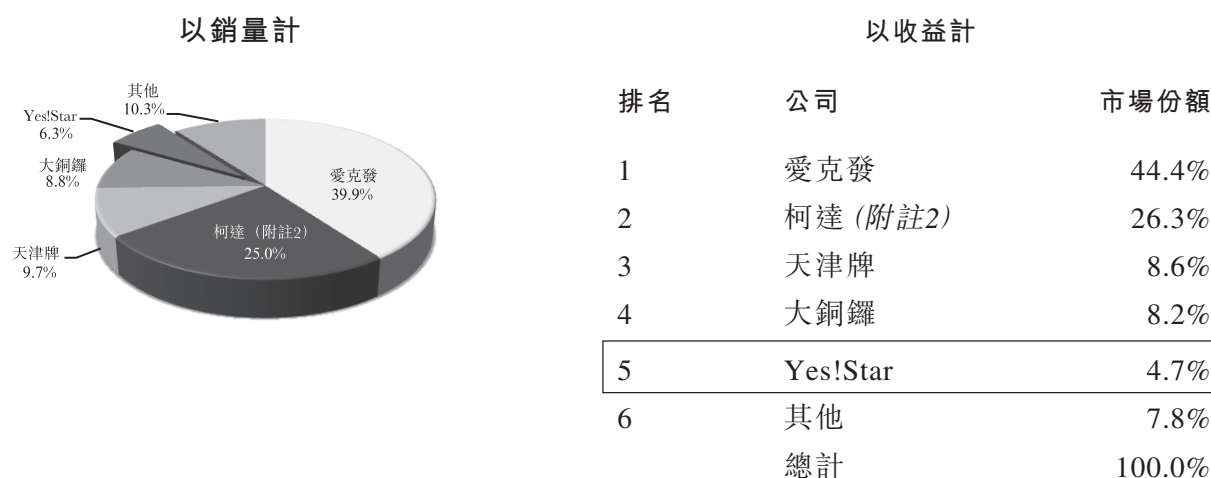 以銷量計
其他
10.3%
Yes!Star
6.3%
大銅鑼
8.8%
天津牌
9.7%
愛克發
39.9%
柯達（附註2）
25.0%
以收益計
排名 公司 市場份額
1 愛克發 44.4%
2 柯達（附註2） 26.3%
3 天津牌 8.6%
4 大銅鑼 8.2%
5 Yes!Star 4.7%
6 其他 7.8%
總計 100.0%